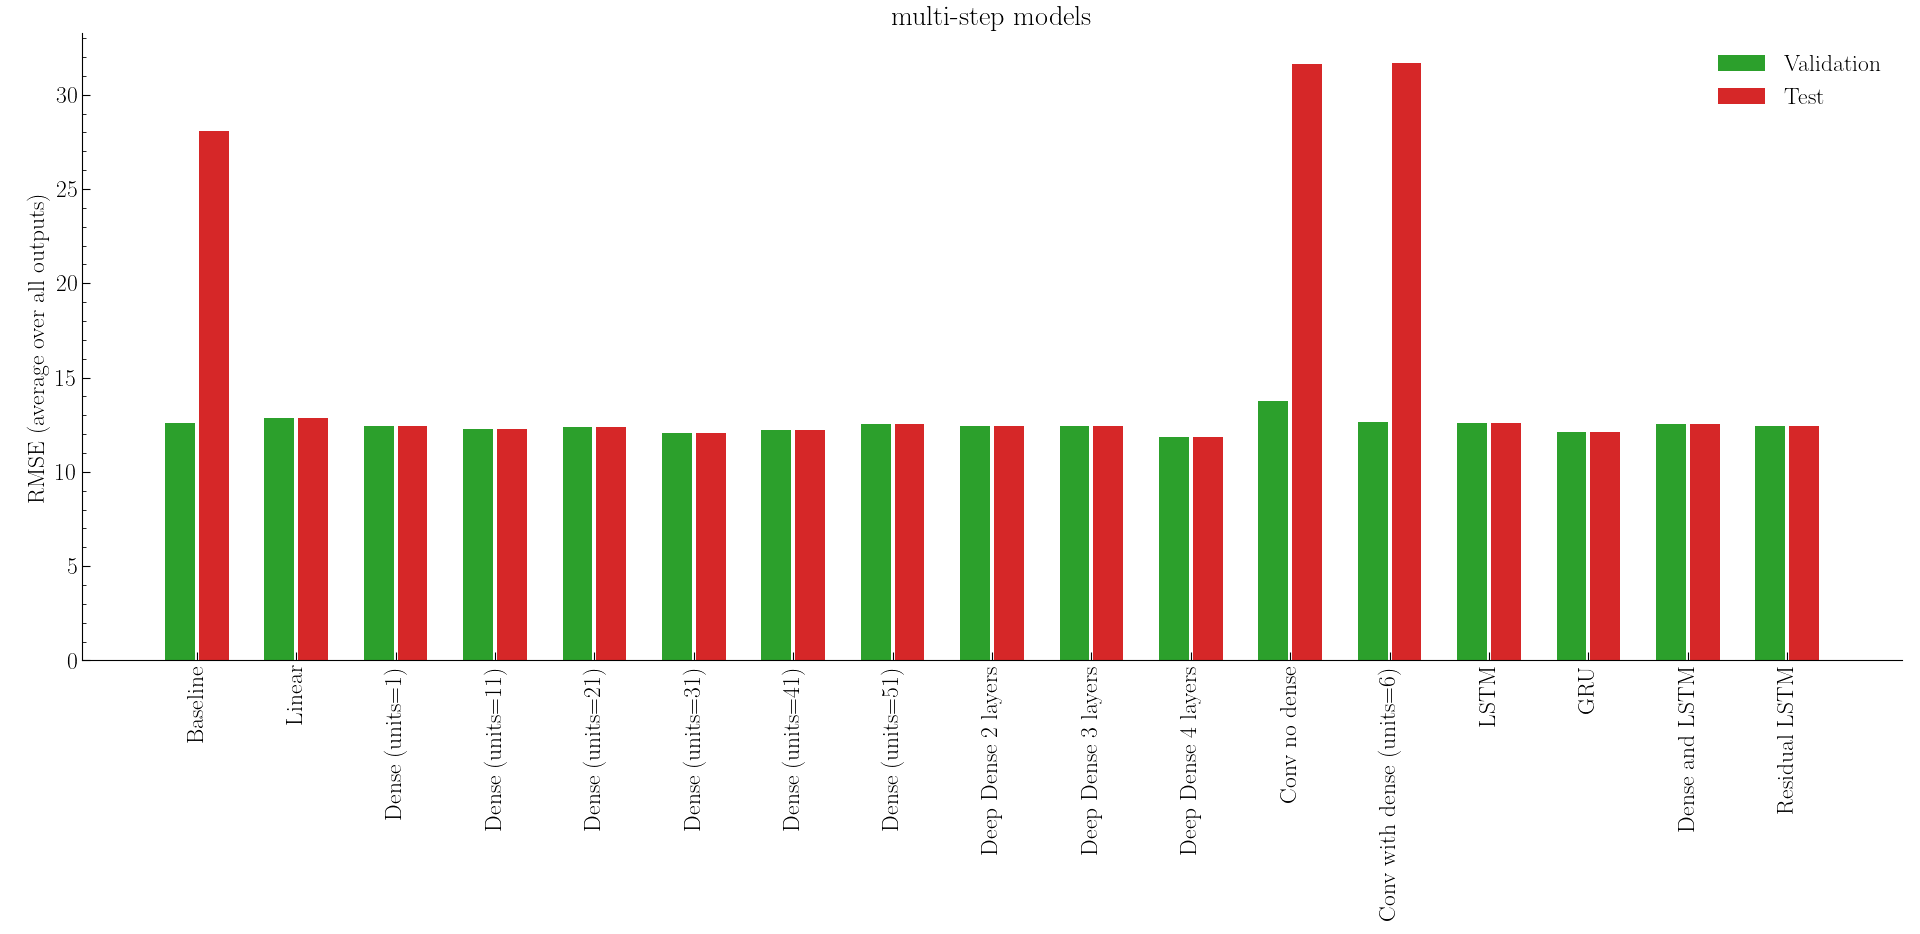 multi-step models
Validation
Test
RMSE (average over all outputs)
30
25
20
15
10
5
0
Baseline
Linear
Dense (units=1)
Dense (units=11)
Dense (units=21)
Dense (units=31)
Dense (units=41)
Dense (units=51)
Deep Dense 2 layers
Deep Dense 3 layers
Deep Dense 4 layers
Conv no dense
Conv with dense (units=6)
LSTM
GRU
Dense and LSTM
Residual LSTM